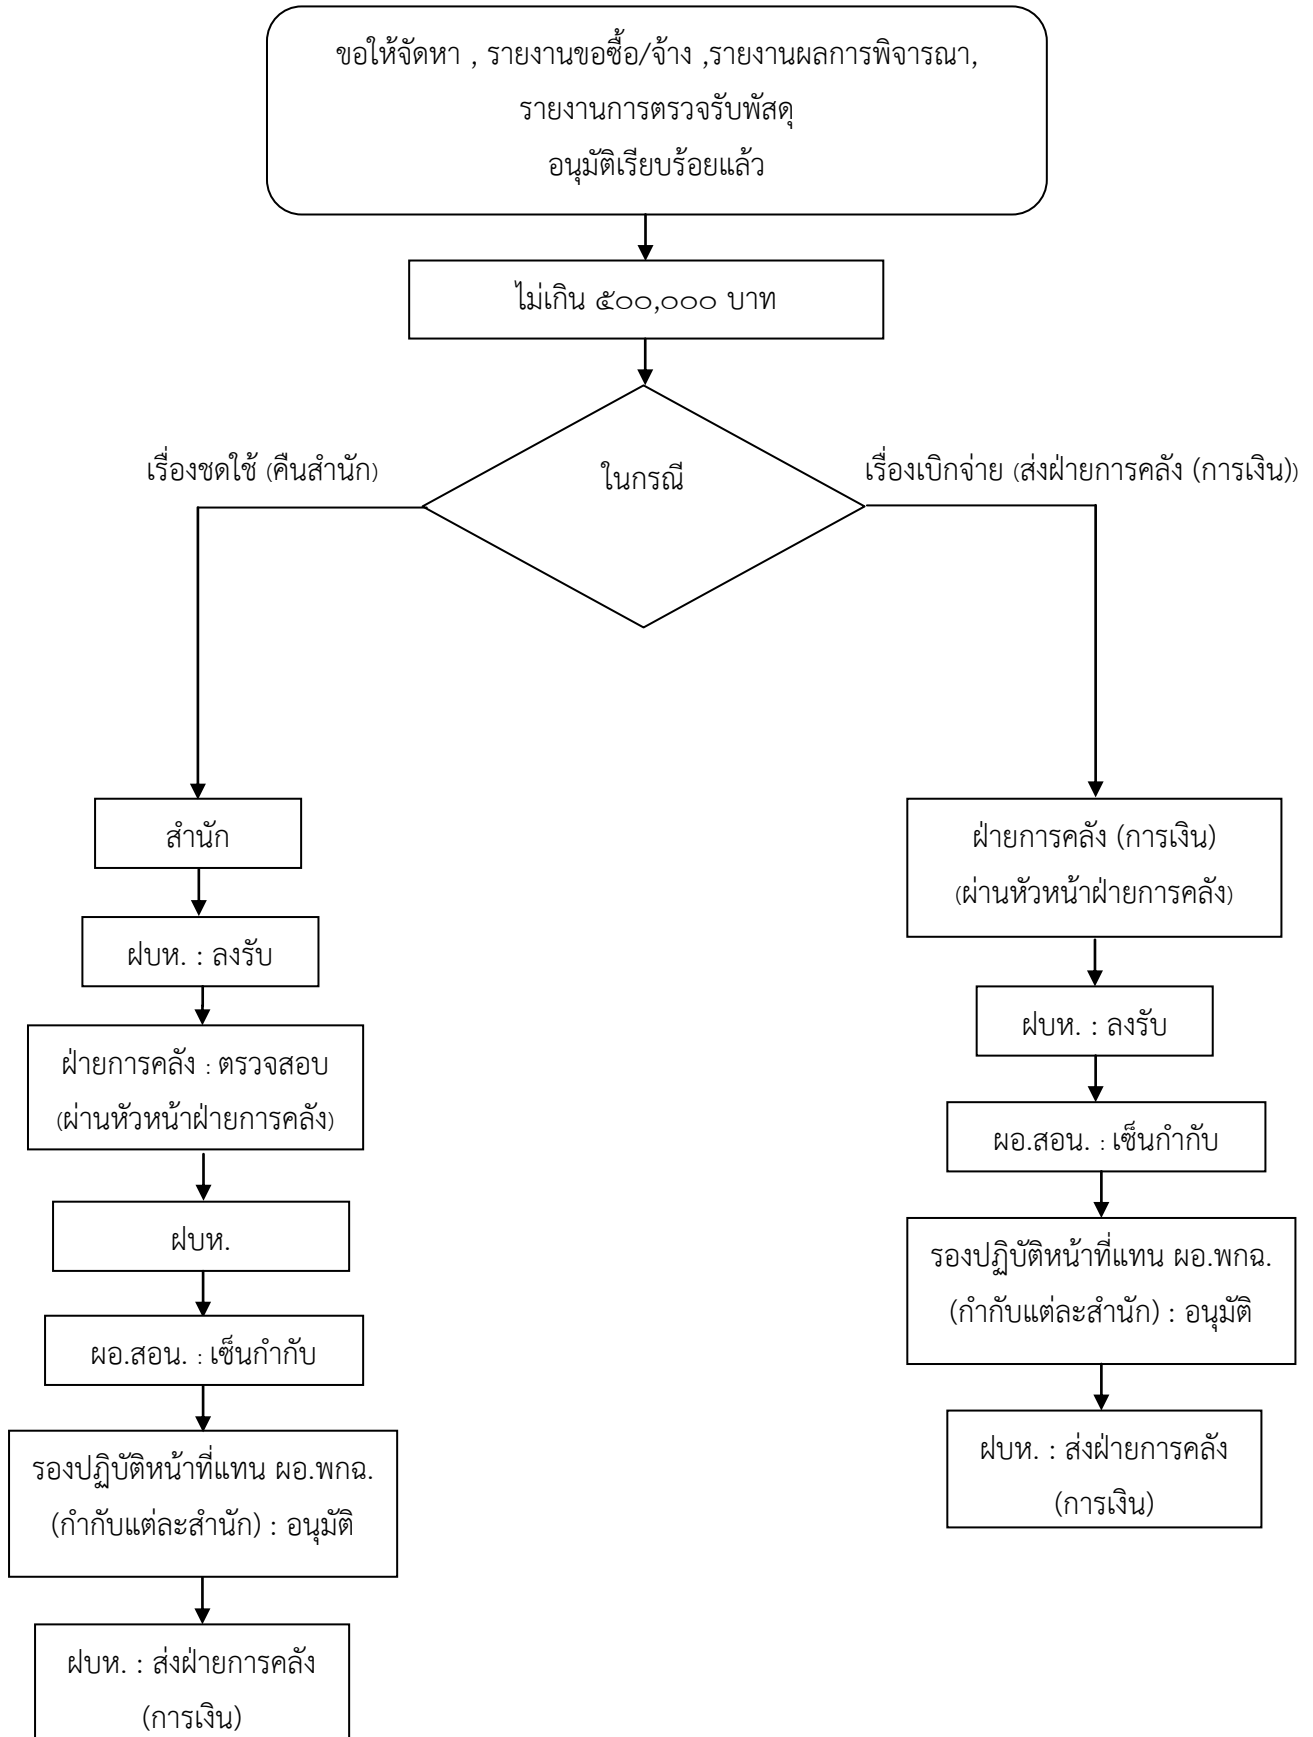 ขอให้จัดหา , รายงานขอซื้อ/จ้าง ,รายงานผลการพิจารณา,
รายงานการตรวจรับพัสดุ
อนุมัติเรียบร้อยแล้ว
ไม่เกิน ๕๐๐,๐๐๐ บาท
ในกรณี
เรื่องชดใช้ (คืนสำนัก)
สำนัก
ฝบห. : ลงรับ
ฝ่ายการคลัง : ตรวจสอบ
(ผ่านหัวหน้าฝ่ายการคลัง)
ฝบห.
ผอ.สอน. : เซ็นกำกับ
รองปฏิบัติหน้าที่แทน ผอ.พกฉ.
(กำกับแต่ละสำนัก) : อนุมัติ
ฝบห. : ส่งฝ่ายการคลัง
(การเงิน)
เรื่องเบิกจ่าย (ส่งฝ่ายการคลัง (การเงิน))
ฝ่ายการคลัง (การเงิน)
(ผ่านหัวหน้าฝ่ายการคลัง)
ฝบห. : ลงรับ
ผอ.สอน. : เซ็นกำกับ
รองปฏิบัติหน้าที่แทน ผอ.พกฉ.
(กำกับแต่ละสำนัก) : อนุมัติ
ฝบห. : ส่งฝ่ายการคลัง
(การเงิน)